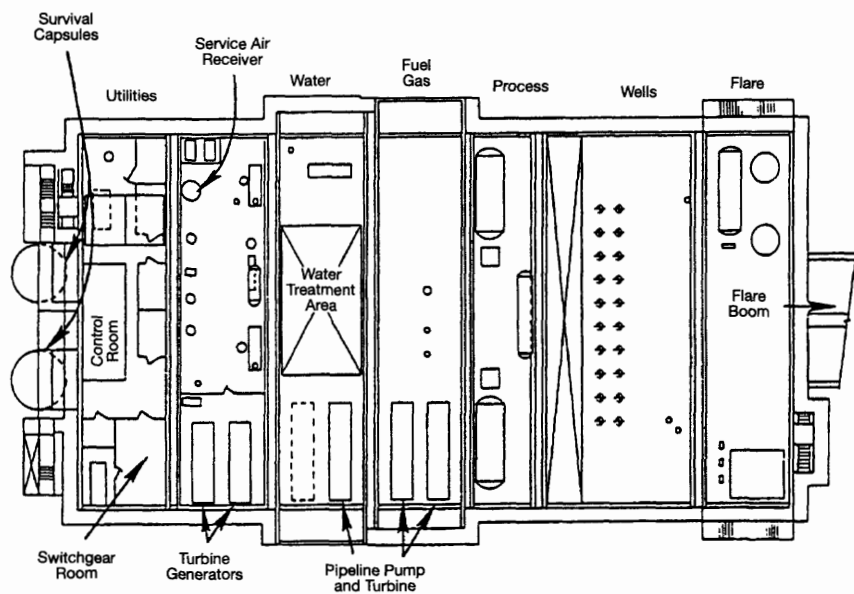 Survival
Capsules
Service Air
Receiver
Utilities
Water
Fuel
Gas
Process
Wells
Flare
Water
Treatment
Area
Control
Room
Flare
Boom
Switchgear
Room
Turbine
Generators
Pipeline Pump
and Turbine